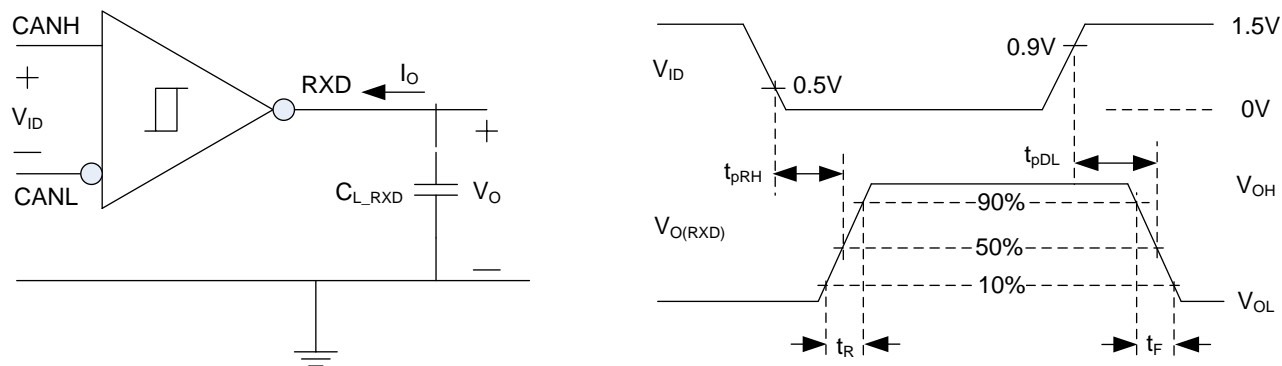 CANH
+
V_ID
—
CANL
RXD
I_O
C_L_RXD
+
V_O
—
V_ID
0.5V
0.9V
1.5V
0V
t_pRH
t_pDL
V_O(RXD)
90%
50%
10%
V_OH
V_OL
t_R
t_F